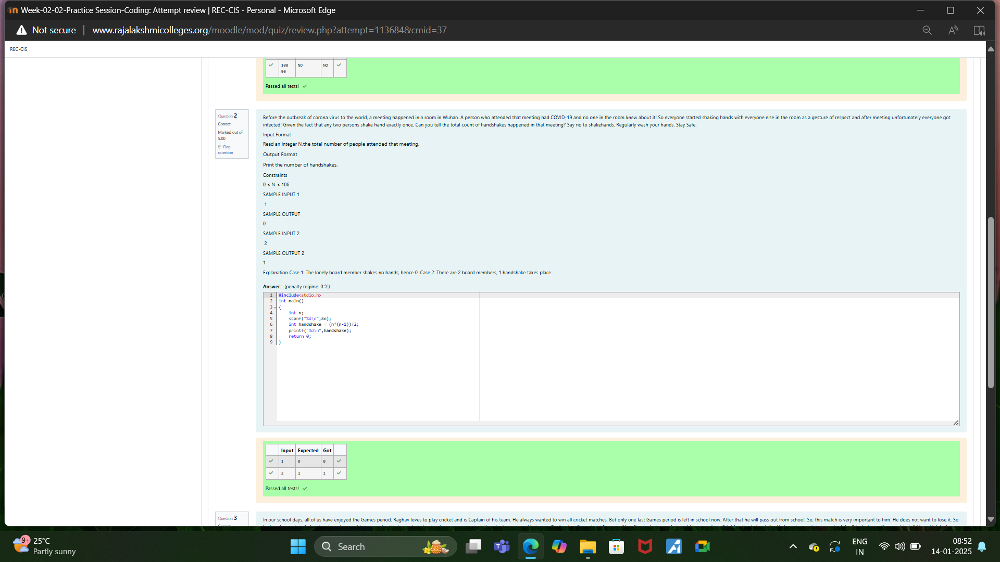 Week-02-02-Practice Session-Coding: Attempt review | REC-CIS - Personal - Microsoft Edge
Not secure
www.rajalakshmicolleges.org/moodle/mod/quiz/review.php?attempt=113684&cmid=37
REC-CIS
100
90
NO
NO
Passed all tests!
Question 2
Correct
Marked out of
5.00
Flag
question
Before the outbreak of corona virus to the world, a meeting happened in a room in Wuhan. A person who attended that meeting had COVID-19 and no one in the room knew about it! So everyone started shaking hands with everyone else in the room as a gesture of respect and after meeting unfortunately everyone got
infected! Given the fact that any two persons shake hand exactly once, Can you tell the total count of handshakes happened in that meeting? Say no to shakehands. Regularly wash your hands. Stay Safe.
Input Format
Read an integer N,the total number of people attended that meeting.
Output Format
Print the number of handshakes.
Constraints
0 < N < 106
SAMPLE INPUT 1
1
SAMPLE OUTPUT
0
SAMPLE INPUT 2
2
SAMPLE OUTPUT 2
1
Explanation Case 1: The lonely board member shakes no hands, hence 0. Case 2: There are 2 board members, 1 handshake takes place.
Answer: (penalty regime: 0 %)
1 #include<stdio.h>
2 int main()
3 {
4 int n;
5 scanf("%d\n",&n);
6 int handshake = (n*(n-1))/2;
7 printf("%d\n",handshake);
8 return 0;
9 }
Input Expected Got
1 0 0
2 1 1
Passed all tests!
Question 3
In our school days, all of us have enjoyed the Games period. Raghav loves to play cricket and is Captain of his team. He always wanted to win all cricket matches. But only one last Games period is left in school now. After that he will pass out from school. So, this match is very important to him. He does not want to lose it. So
9+
25°C
Partly sunny
Search
ENG
IN
08:52
14-01-2025